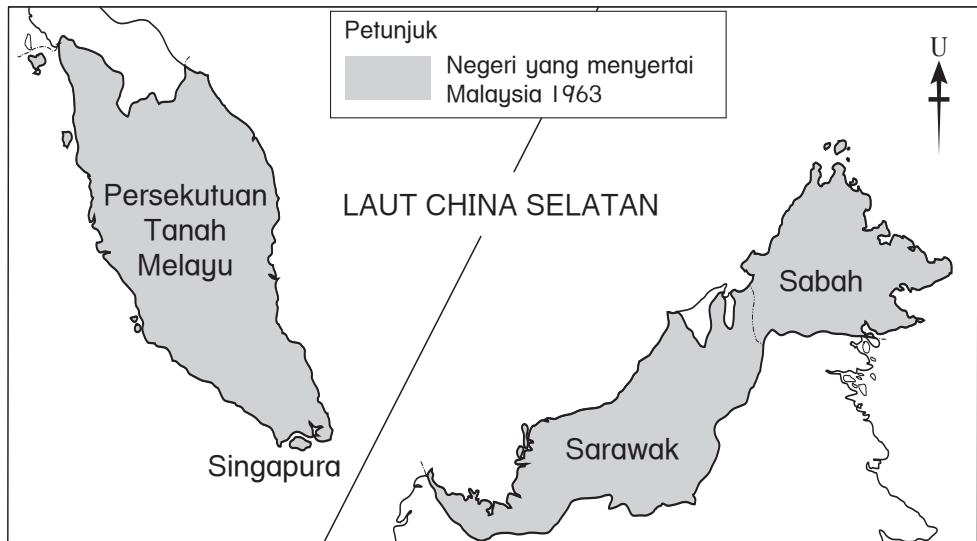 Petunjuk
Negeri yang menyertai
Malaysia 1963
U
Persekutuan
Tanah
Melayu
LAUT CHINA SELATAN
Sabah
Sarawak
Singapura